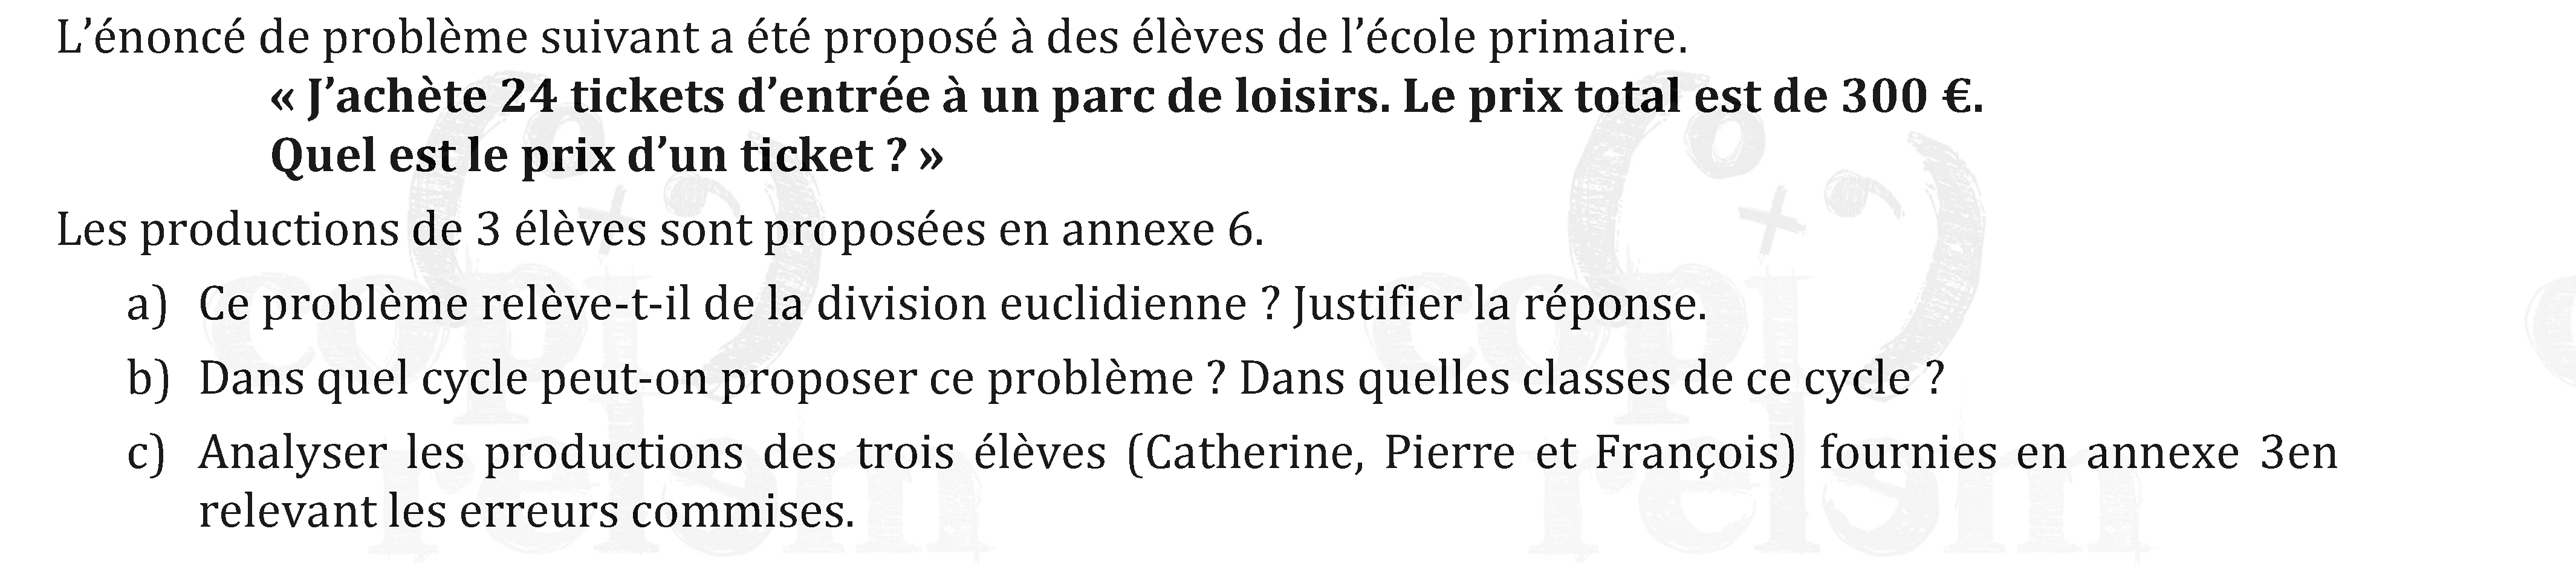 L’énoncé de problème suivant a été proposé à des élèves de l’école primaire.
« J’achète 24 tickets d’entrée à un parc de loisirs. Le prix total est de 300 €.
Quel est le prix d’un ticket ? »
Les productions de 3 élèves sont proposées en annexe 6.
a) Ce problème relève-t-il de la division euclidienne ? Justifier la réponse.
b) Dans quel cycle peut-on proposer ce problème ? Dans quelles classes de ce cycle ?
c) Analyser les productions des trois élèves (Catherine, Pierre et François) fournies en annexe 3en
relevant les erreurs commises.
copi
relem
copi
relem